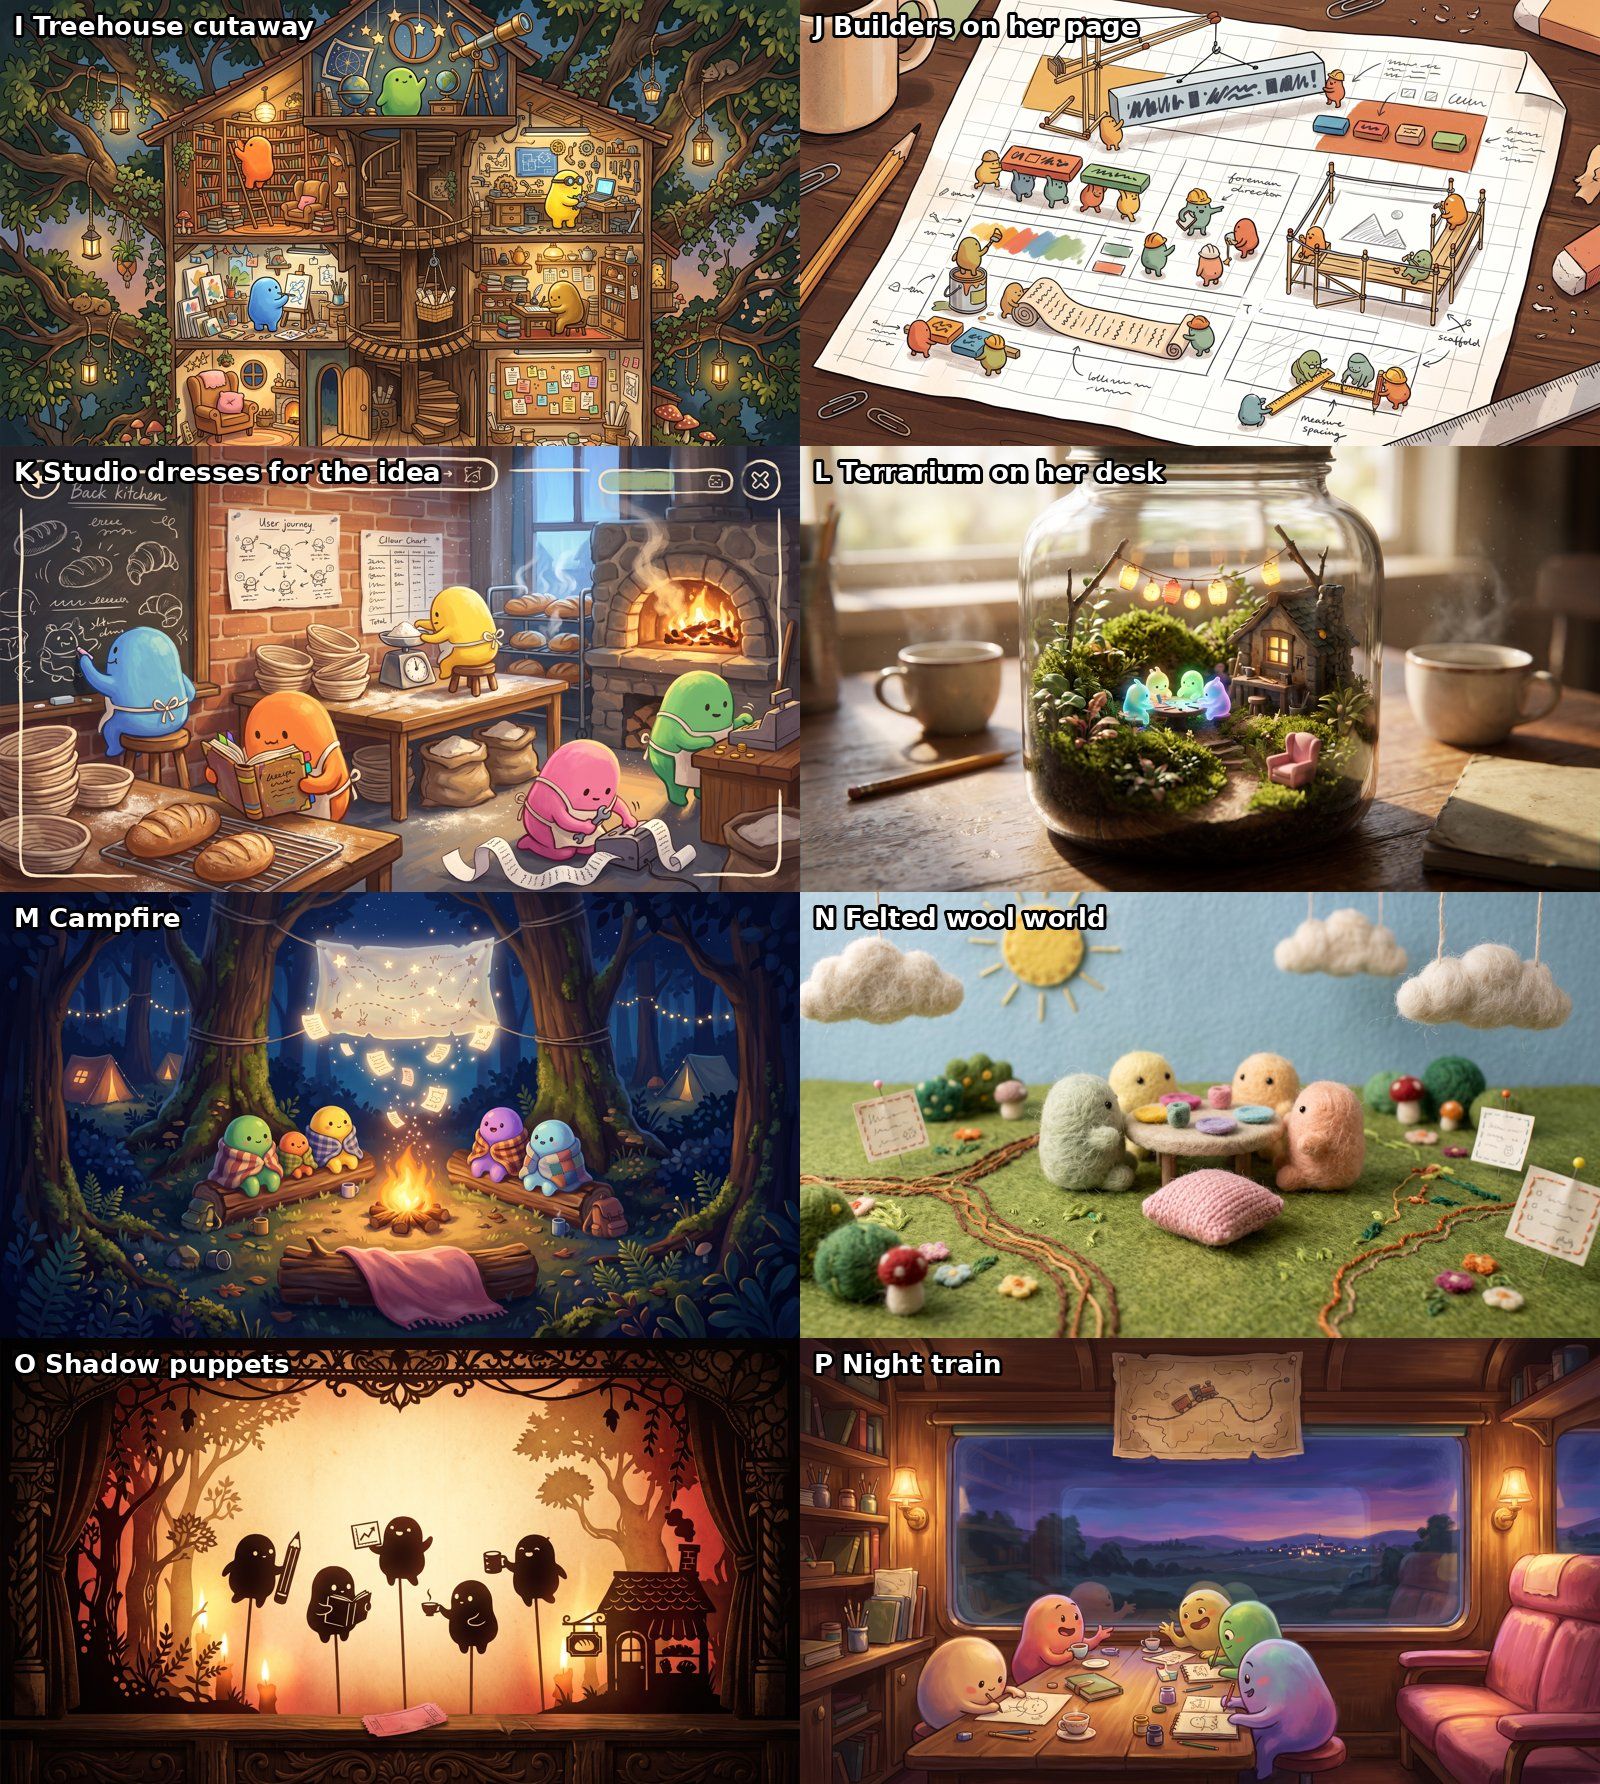 I Treehouse cutaway
J Builders on her page
foreman
director
scaffold
measure
spacing
K Studio dresses for the idea
Back kitchen
User journey
Cllour Chart
Total
L Terrarium on her desk
M Campfire
N Felted wool world
O Shadow puppets
P Night train